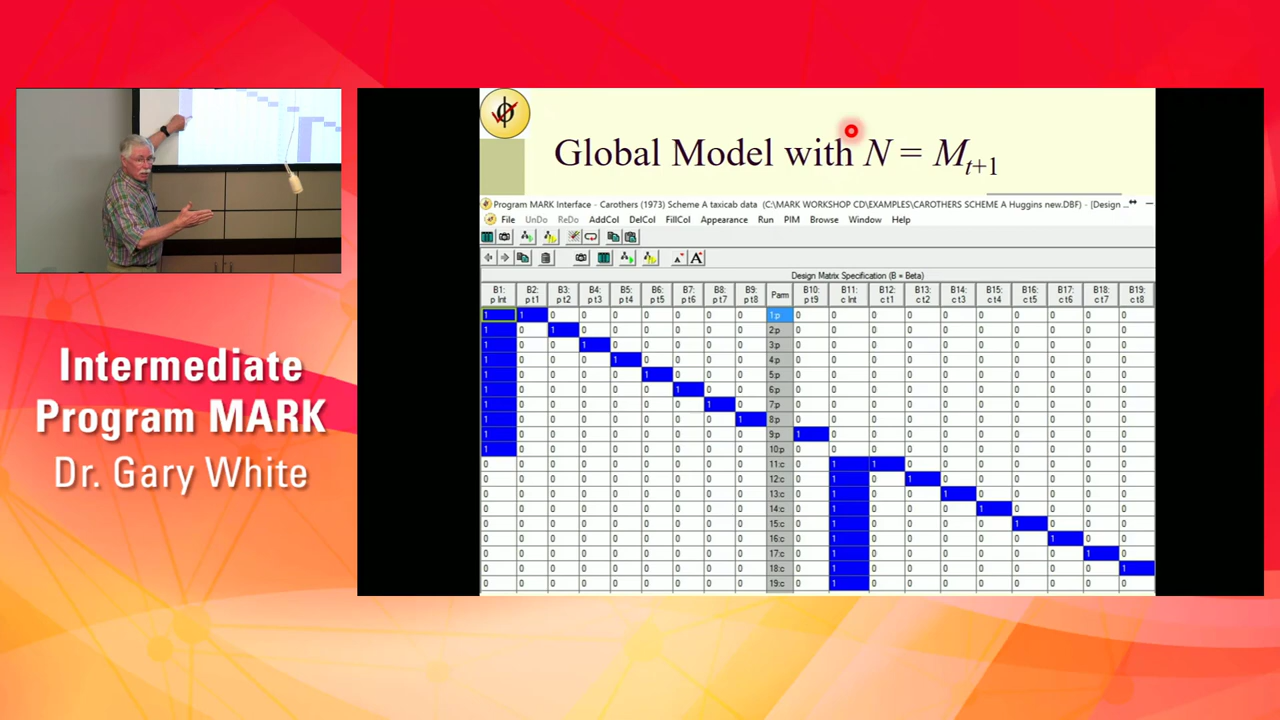 Global Model with N = Mt+1
Program MARK Interface - Carothers (1973) Scheme A taxicab data (C:\MARK WORKSHOP CD\EXAMPLES\CAROTHERS SCHEME A Huggins new.DBF) - [Design ...
File UnDo ReDo AddCol DelCol FillCol Appearance Run PIM Browse Window Help
Design Matrix Specification (B = Beta)
B1: B2: B3: B4: B5: B6: B7: B8: B9: Parm B10: B11: B12: B13: B14: B15: B16: B17: B18: B19:
p Int p t1 p t2 p t3 p t4 p t5 p t6 p t7 p t8 p t9 c Int c t1 c t2 c t3 c t4 c t5 c t6 c t7 c t8
1 1 0 0 0 0 0 0 0 1:p 0 0 0 0 0 0 0 0 0 0
1 0 1 0 0 0 0 0 0 2:p 0 0 0 0 0 0 0 0 0 0
1 0 0 1 0 0 0 0 0 3:p 0 0 0 0 0 0 0 0 0 0
1 0 0 0 1 0 0 0 0 4:p 0 0 0 0 0 0 0 0 0 0
1 0 0 0 0 1 0 0 0 5:p 0 0 0 0 0 0 0 0 0 0
1 0 0 0 0 0 1 0 0 6:p 0 0 0 0 0 0 0 0 0 0
1 0 0 0 0 0 0 1 0 7:p 0 0 0 0 0 0 0 0 0 0
1 0 0 0 0 0 0 0 1 8:p 0 0 0 0 0 0 0 0 0 0
1 0 0 0 0 0 0 0 0 9:p 1 0 0 0 0 0 0 0 0 0
1 0 0 0 0 0 0 0 0 10:p 0 0 0 0 0 0 0 0 0 0
0 0 0 0 0 0 0 0 0 11:c 0 1 1 0 0 0 0 0 0 0
0 0 0 0 0 0 0 0 0 12:c 0 1 0 1 0 0 0 0 0 0
0 0 0 0 0 0 0 0 0 13:c 0 1 0 0 1 0 0 0 0 0
0 0 0 0 0 0 0 0 0 14:c 0 1 0 0 0 1 0 0 0 0
0 0 0 0 0 0 0 0 0 15:c 0 1 0 0 0 0 1 0 0 0
0 0 0 0 0 0 0 0 0 16:c 0 1 0 0 0 0 0 1 0 0
0 0 0 0 0 0 0 0 0 17:c 0 1 0 0 0 0 0 0 1 0
0 0 0 0 0 0 0 0 0 18:c 0 1 0 0 0 0 0 0 0 1
0 0 0 0 0 0 0 0 0 19:c 0 1 0 0 0 0 0 0 0 0
Intermediate
Program MARK
Dr. Gary White